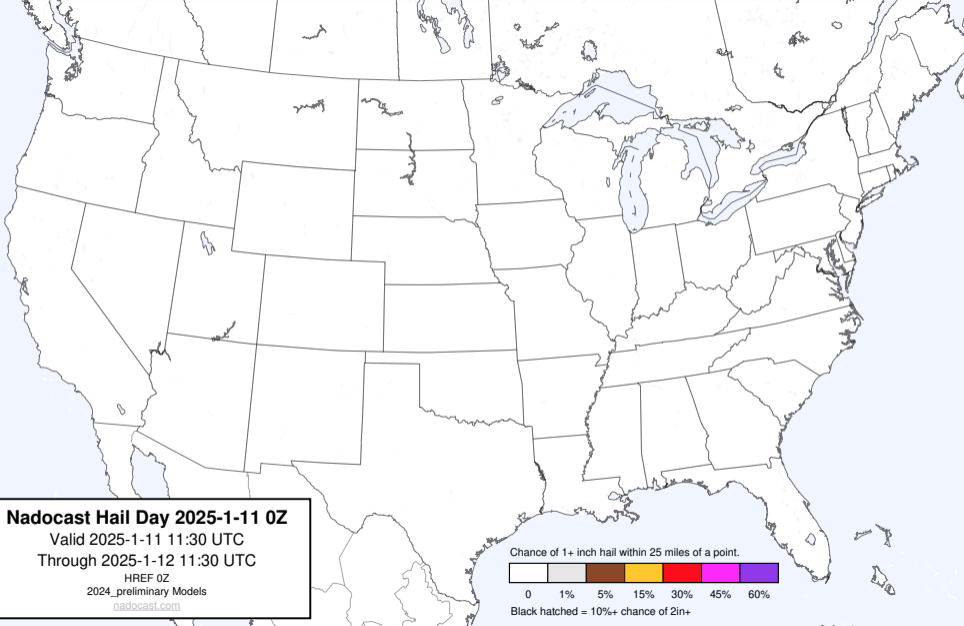 Nadocast Hail Day 2025-1-11 0Z
Valid 2025-1-11 11:30 UTC
Through 2025-1-12 11:30 UTC
HREF 0Z
2024_preliminary Models
nadocast.com
Chance of 1+ inch hail within 25 miles of a point.
0 1% 5% 15% 30% 45% 60%
Black hatched = 10%+ chance of 2in+